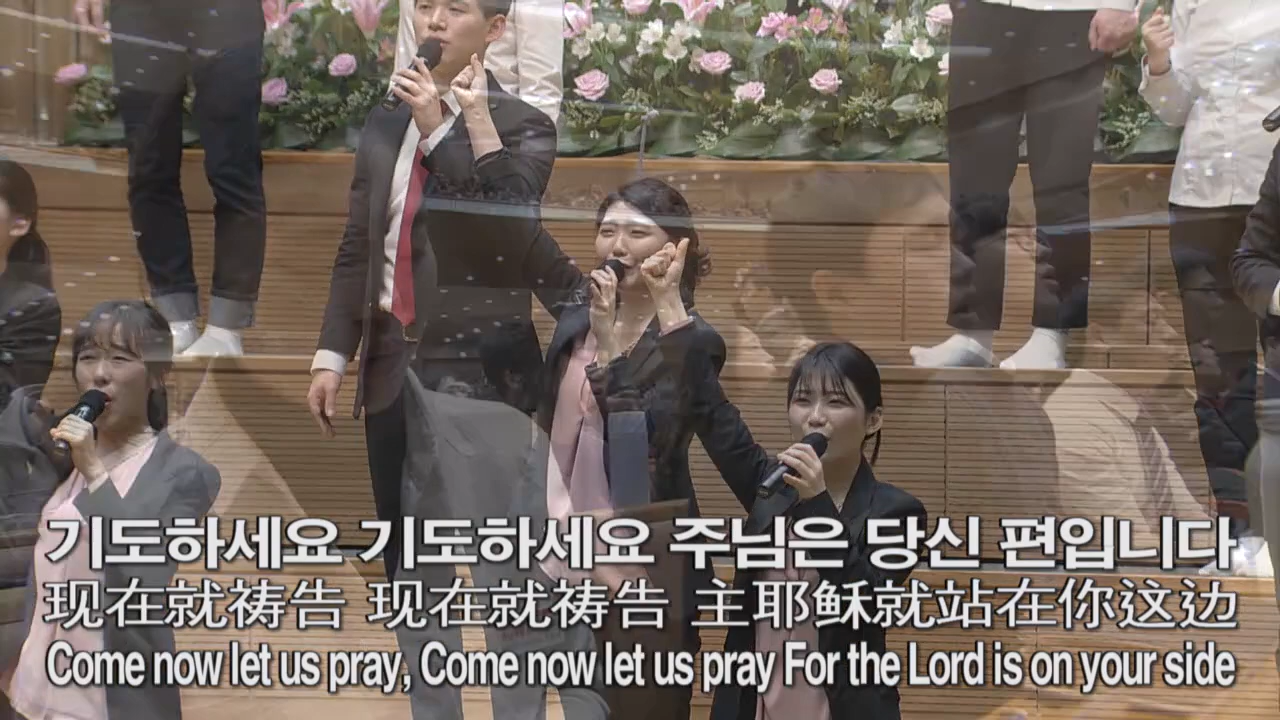 기도하세요 기도하세요 주님은 당신 편입니다
现在就祷告 现在就祷告 主耶稣就站在你这边
Come now let us pray, Come now let us pray For the Lord is on your side